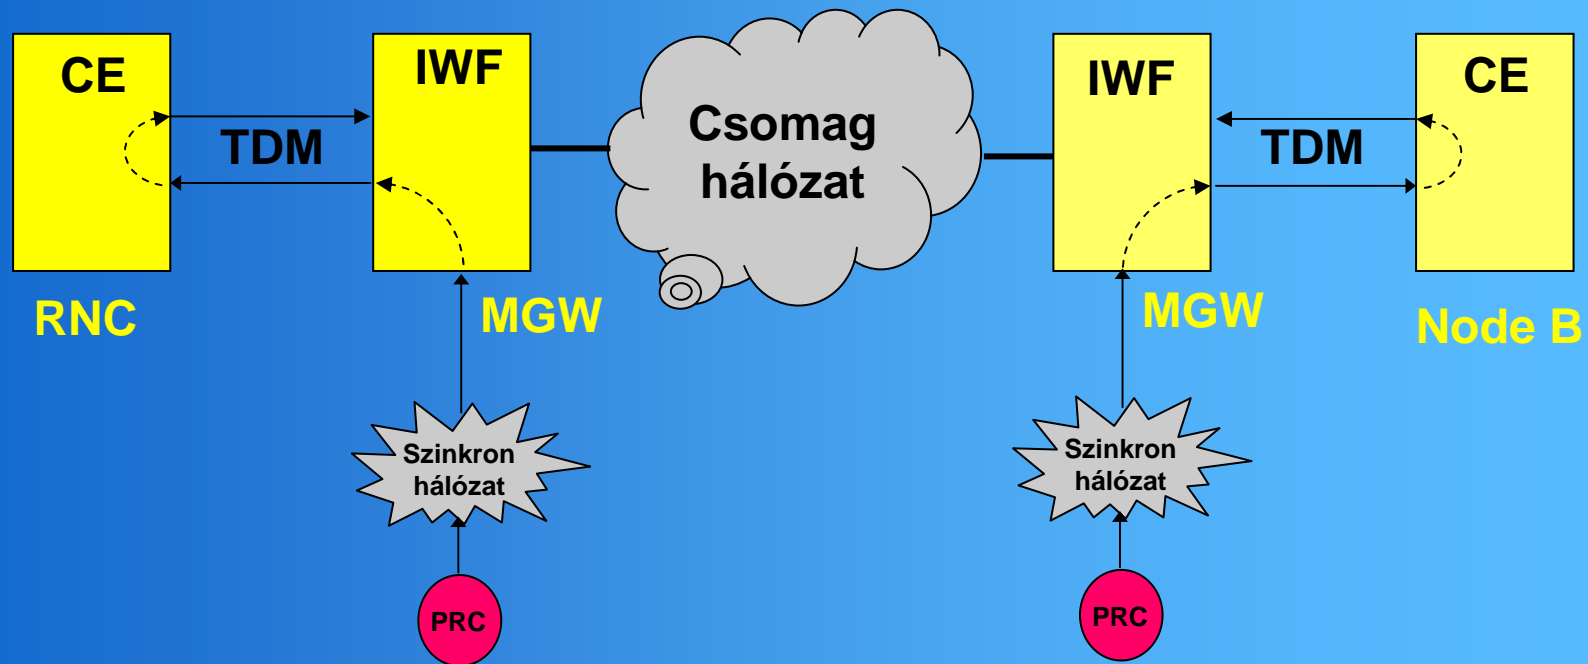 CE
IWF
TDM
Csomag
hálózat
IWF
CE
TDM
RNC
MGW
MGW
Node B
Szinkron
hálózat
Szinkron
hálózat
PRC
PRC